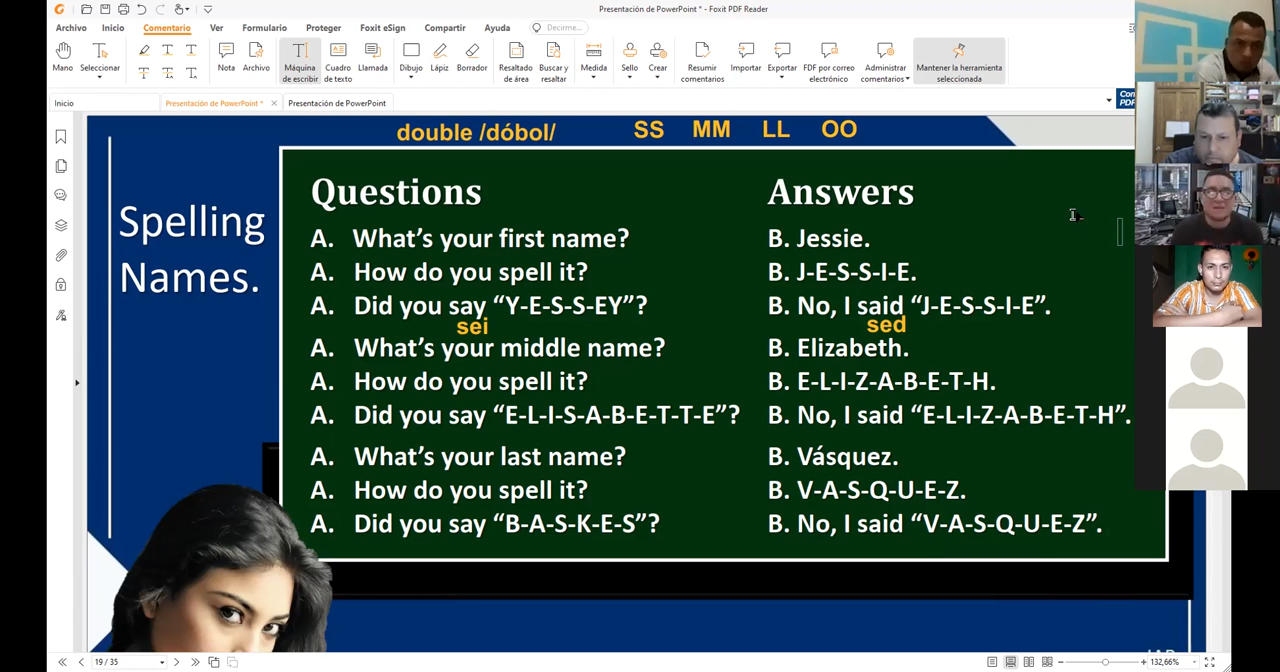 Presentación de PowerPoint * - Foxit PDF Reader
Archivo Inicio Comentario Ver Formulario Proteger Foxit eSign Compartir Ayuda Decirme...
Mano Seleccionar Nota Archivo Máquina de escribir Cuadro de texto Llamada Dibujo Lápiz Borrador Resaltado de área Buscar y resaltar Medida Sello Crear Resumir comentarios Importar Exportar FDF por correo electrónico Administrar comentarios Mantener la herramienta seleccionada
Inicio Presentación de PowerPoint * Presentación de PowerPoint
double /dóbol/ SS MM LL OO
Spelling
Names.
Questions Answers
A. What's your first name? B. Jessie.
A. How do you spell it? B. J-E-S-S-I-E.
A. Did you say “Y-E-S-S-EY”? B. No, I said “J-E-S-S-I-E”.
sei sed
A. What's your middle name? B. Elizabeth.
A. How do you spell it? B. E-L-I-Z-A-B-E-T-H.
A. Did you say “E-L-I-S-A-B-E-T-T-E”? B. No, I said “E-L-I-Z-A-B-E-T-H”.
A. What's your last name? B. Vásquez.
A. How do you spell it? B. V-A-S-Q-U-E-Z.
A. Did you say “B-A-S-K-E-S”? B. No, I said “V-A-S-Q-U-E-Z”.
19 / 35 132,66%